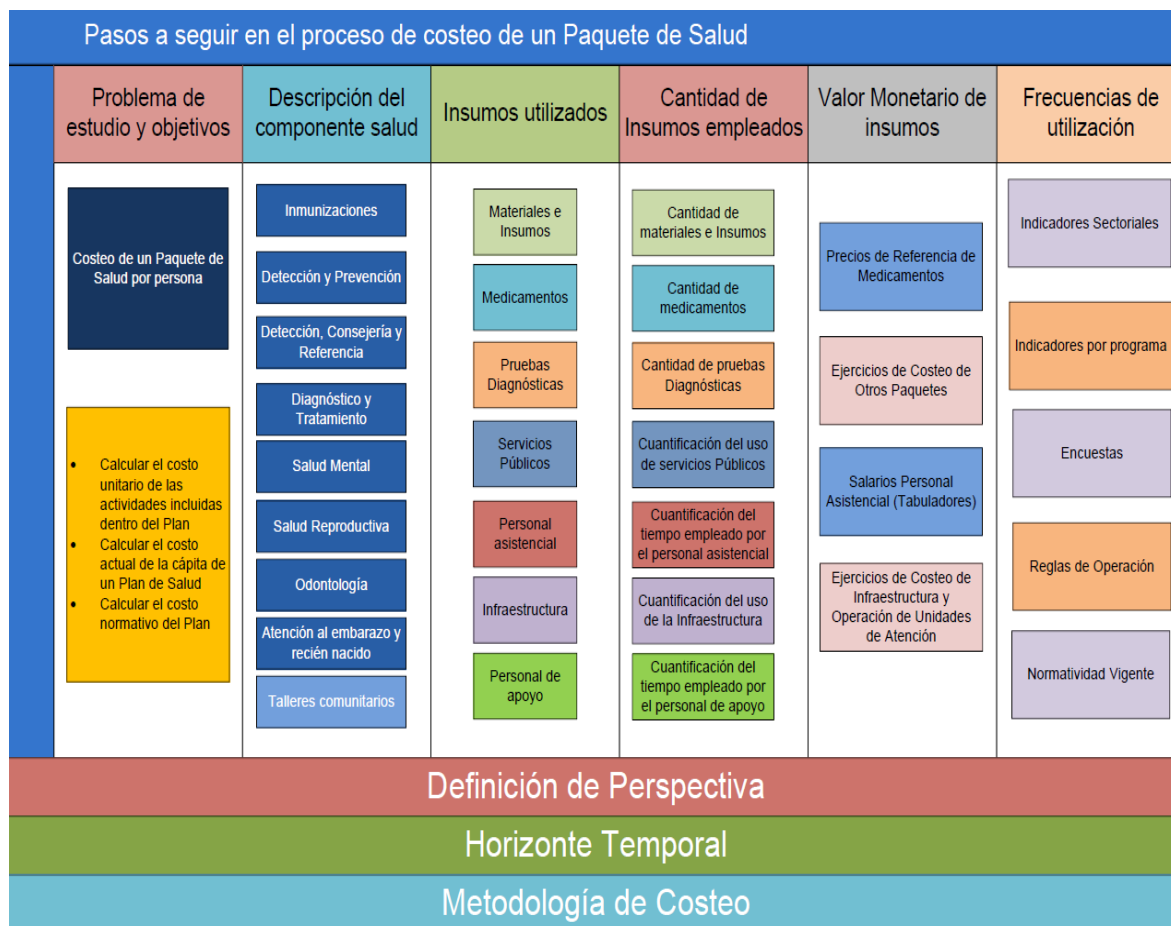 Pasos a seguir en el proceso de costeo de un Paquete de Salud
Problema de
estudio y objetivos
Descripción del
componente salud
Insumos utilizados
Cantidad de
Insumos empleados
Valor Monetario de
insumos
Frecuencias de
utilización
Costeo de un Paquete de
Salud por persona
• Calcular el costo
unitario de las
actividades incluidas
dentro del Plan
• Calcular el costo
actual de la cápita de
un Plan de Salud
• Calcular el costo
normativo del Plan
Inmunizaciones
Detección y Prevención
Detección, Consejería y
Referencia
Diagnóstico y
Tratamiento
Salud Mental
Salud Reproductiva
Odontología
Atención al embarazo y
recién nacido
Talleres comunitarios
Materiales e
Insumos
Medicamentos
Pruebas
Diagnósticas
Servicios
Públicos
Personal
asistencial
Infraestructura
Personal de
apoyo
Cantidad de
materiales e Insumos
Cantidad de
medicamentos
Cantidad de pruebas
Diagnósticas
Cuantificación del uso
de servicios Públicos
Cuantificación del
tiempo empleado por
el personal asistencial
Cuantificación del uso
de la Infraestructura
Cuantificación del
tiempo empleado por
el personal de apoyo
Precios de Referencia de
Medicamentos
Ejercicios de Costeo de
Otros Paquetes
Salarios Personal
Asistencial (Tabuladores)
Ejercicios de Costeo de
Infraestructura y
Operación de Unidades
de Atención
Indicadores Sectoriales
Indicadores por programa
Encuestas
Reglas de Operación
Normatividad Vigente
Definición de Perspectiva
Horizonte Temporal
Metodología de Costeo